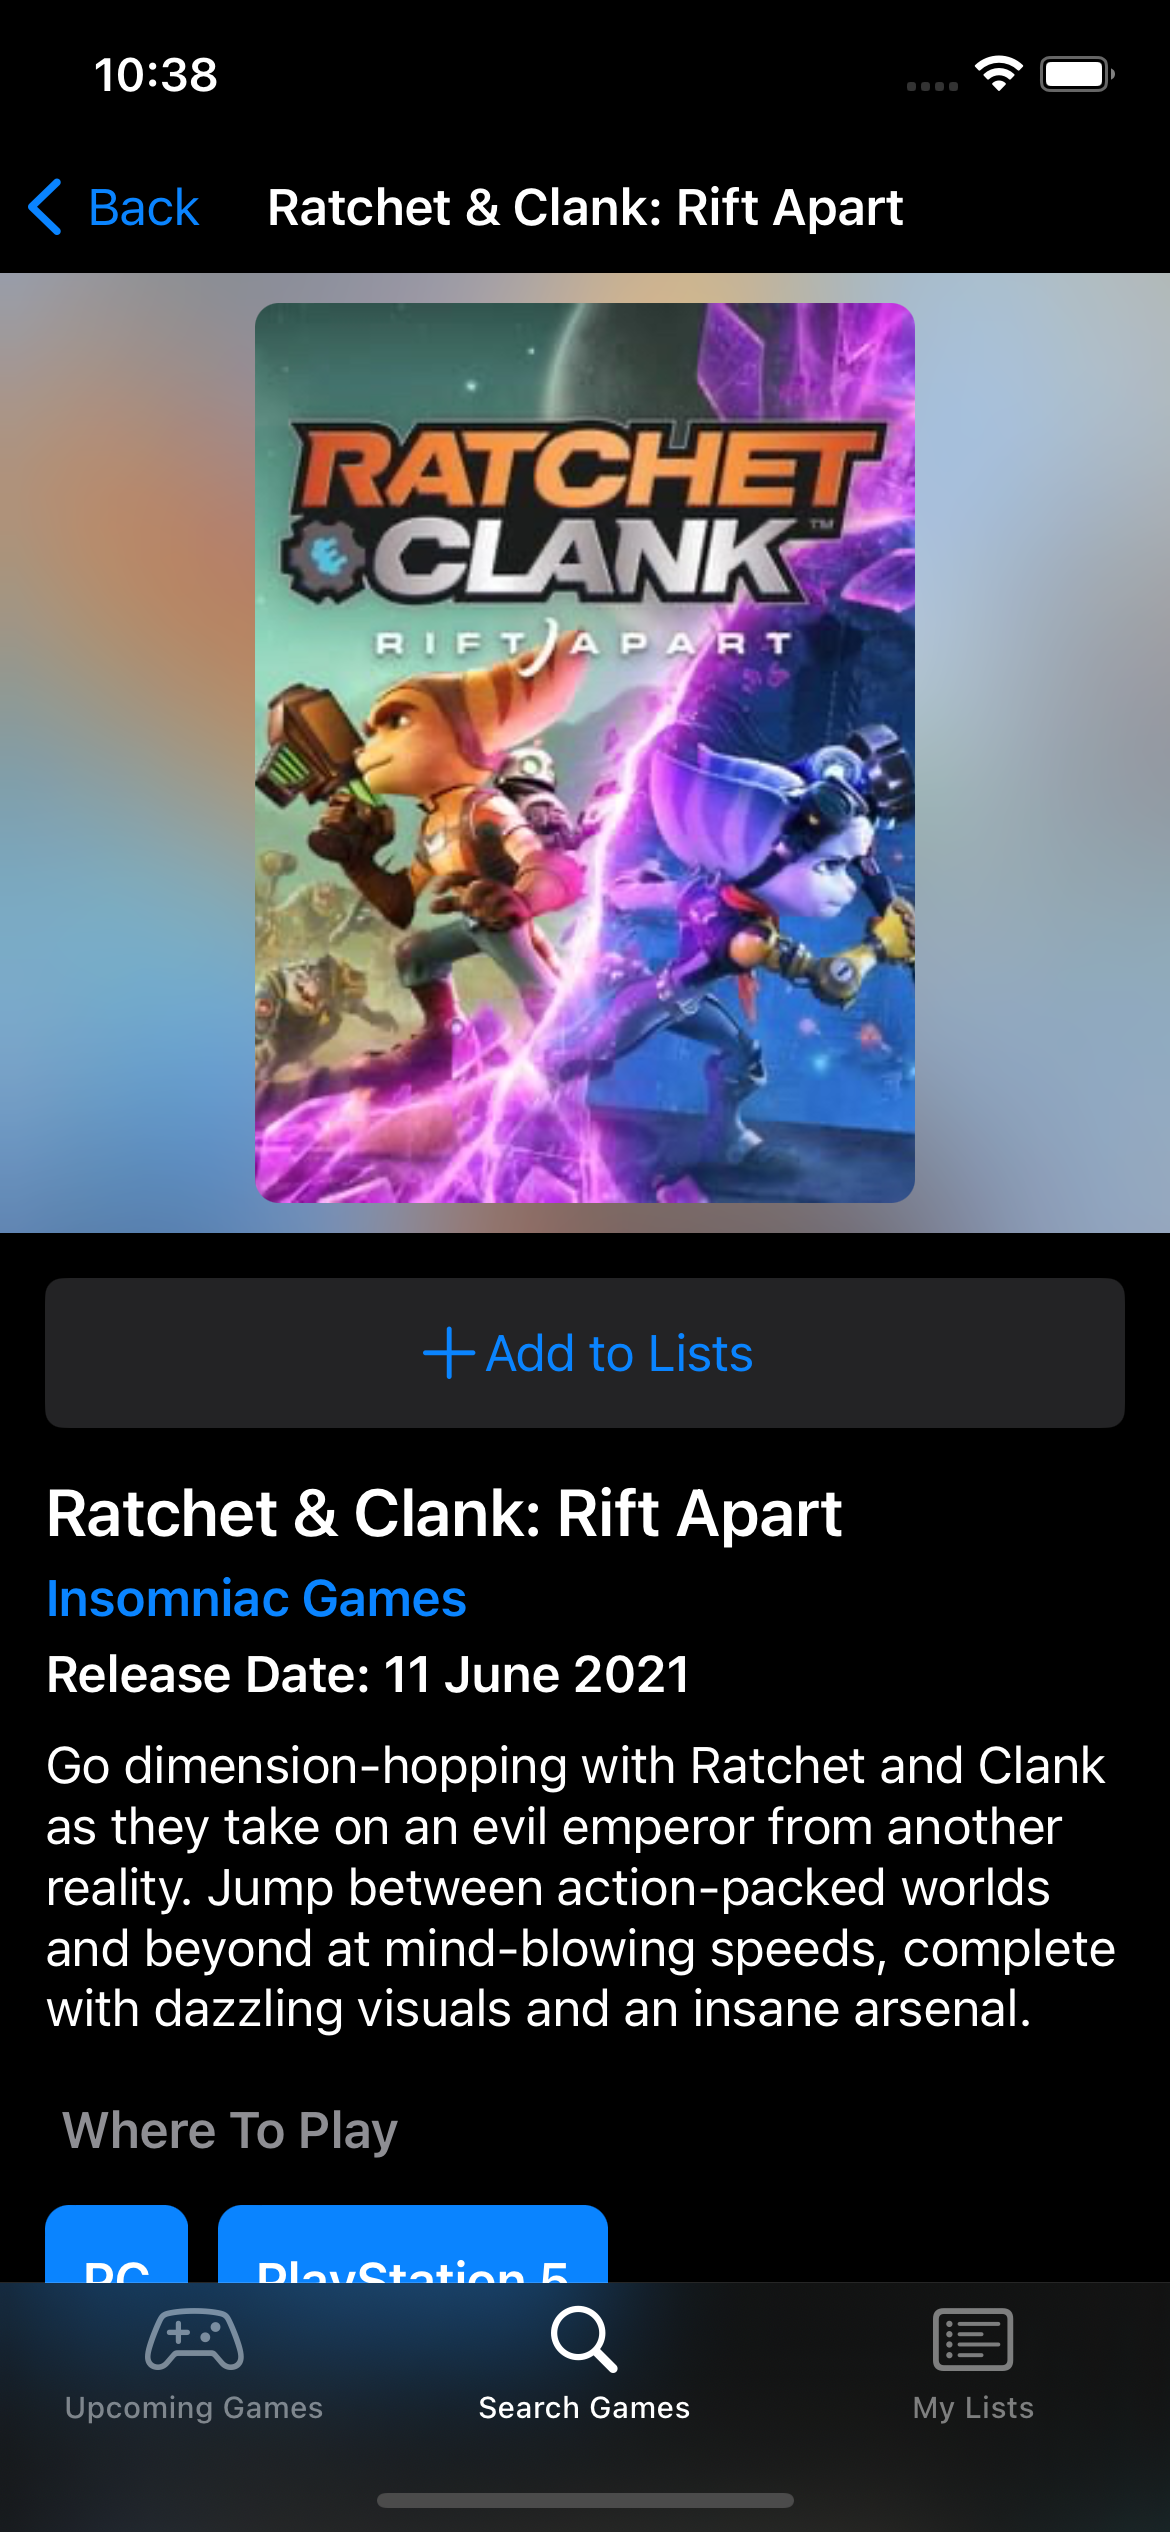 10:38
Back
Ratchet & Clank: Rift Apart
RATCHET
CLANK™
RIFT APART
Add to Lists
Ratchet & Clank: Rift Apart
Insomniac Games
Release Date: 11 June 2021
Go dimension-hopping with Ratchet and Clank
as they take on an evil emperor from another
reality. Jump between action-packed worlds
and beyond at mind-blowing speeds, complete
with dazzling visuals and an insane arsenal.
Where To Play
PC
PlayStation 5
Upcoming Games
Search Games
My Lists